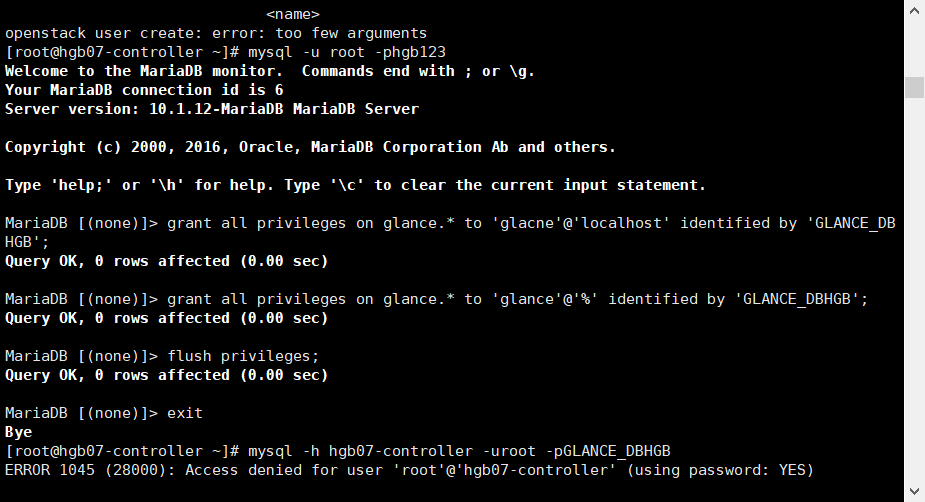 <name>
openstack user create: error: too few arguments
[root@hgb07-controller ~]# mysql -u root -phgb123
Welcome to the MariaDB monitor.  Commands end with ; or \g.
Your MariaDB connection id is 6
Server version: 10.1.12-MariaDB MariaDB Server
Copyright (c) 2000, 2016, Oracle, MariaDB Corporation Ab and others.
Type 'help;' or '\h' for help. Type '\c' to clear the current input statement.
MariaDB [(none)]> grant all privileges on glance.* to 'glacne'@'localhost' identified by 'GLANCE_DB
HGB';
Query OK, 0 rows affected (0.00 sec)
MariaDB [(none)]> grant all privileges on glance.* to 'glance'@'%' identified by 'GLANCE_DBHGB';
Query OK, 0 rows affected (0.00 sec)
MariaDB [(none)]> flush privileges;
Query OK, 0 rows affected (0.00 sec)
MariaDB [(none)]> exit
Bye
[root@hgb07-controller ~]# mysql -h hgb07-controller -uroot -pGLANCE_DBHGB
ERROR 1045 (28000): Access denied for user 'root'@'hgb07-controller' (using password: YES)